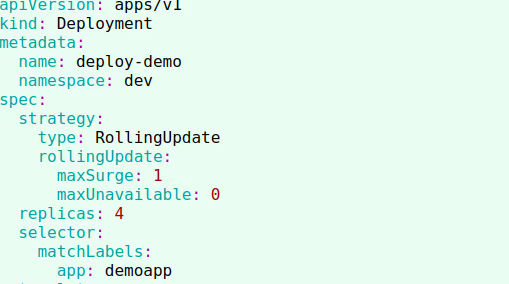 apiVersion: apps/v1
kind: Deployment
metadata:
  name: deploy-demo
  namespace: dev
spec:
  strategy:
    type: RollingUpdate
    rollingUpdate:
      maxSurge: 1
      maxUnavailable: 0
  replicas: 4
  selector:
    matchLabels:
      app: demoapp